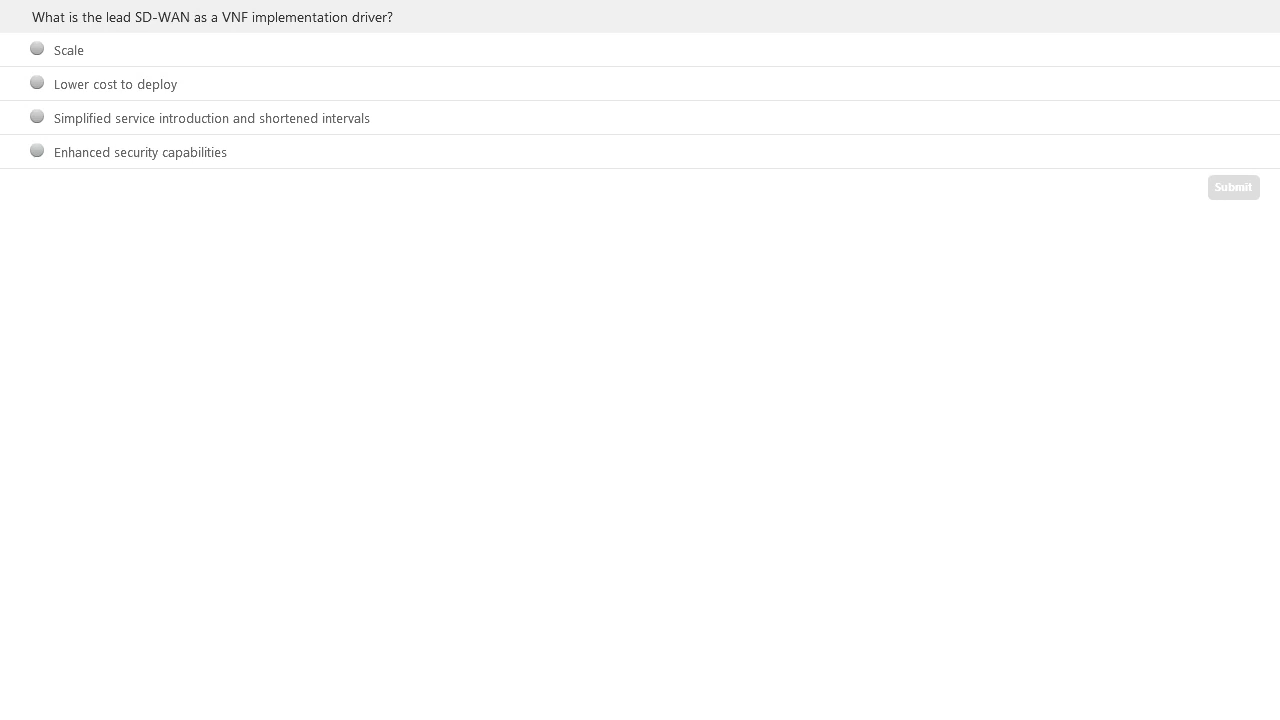 What is the lead SD-WAN as a VNF implementation driver?
Scale
Lower cost to deploy
Simplified service introduction and shortened intervals
Enhanced security capabilities
Submit